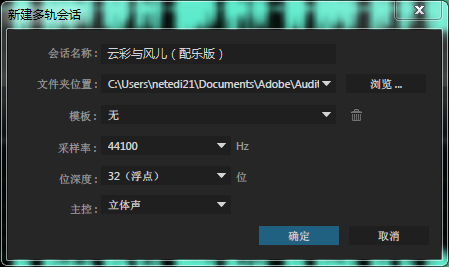 新建多轨会话
会话名称： 云彩与风儿（配乐版）
文件夹位置： C:\Users\netedi21\Documents\Adobe\Audit 浏览 ...
模板： 无
采样率： 44100 Hz
位深度： 32（浮点） 位
主控： 立体声
确定 取消